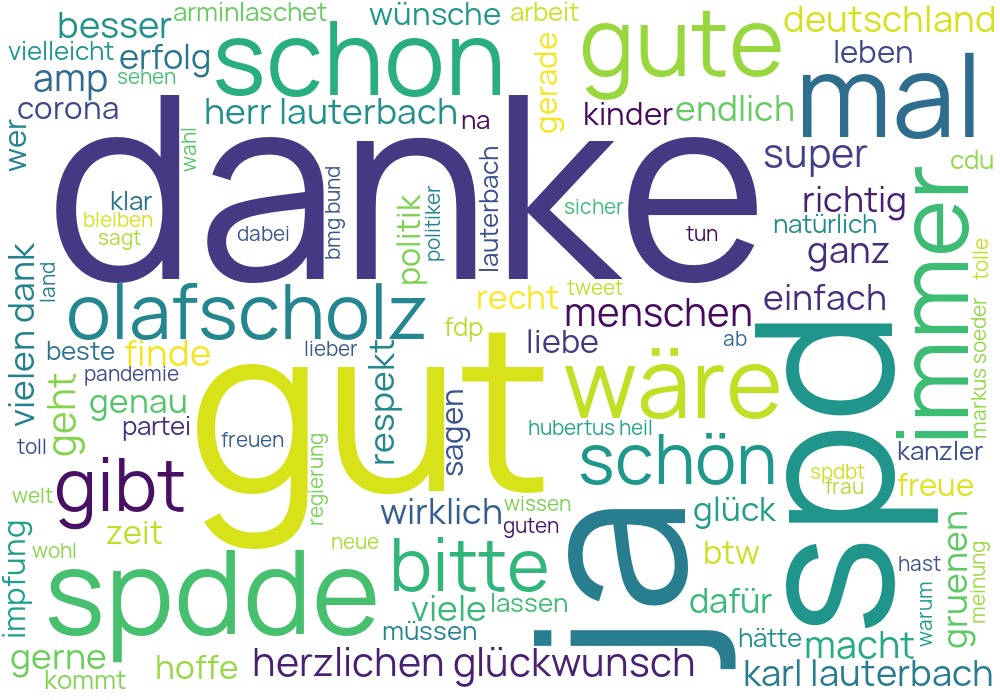 besser
arminlaschet
wünsche
arbeit
deutschland
vielleicht
erfolg
schon
gute
leben
amp
sehen
mal
corona
herr lauterbach
na
gerade
kinder
endlich
wer
wahl
danke
super
cdu
klar
bleiben
sagt
dabei
bmg bund
politik
politiker
lauterbach
sicher
tun
richtig
natürlich
ganz
immer
tolle
vielen dank
land
olafscholz
recht
tweet
menschen
einfach
fdp
liebe
ab
markus soeder
beste
finde
lieber
respekt
pandemie
gut
wäre
spd
geht
genau
partei
sagen
hubertus heil
toll
freuen
schön
kanzler
gibt
regierung
spdbt
frau
freue
welt
zeit
wirklich
wissen
guten
glück
impfung
wohl
neue
bitte
ja
btw
gruenen
meinung
hast
spdde
viele
lassen
dafür
warum
müssen
hätte
macht
gerne
kommt
hoffe
herzlichen glückwunsch
karl lauterbach